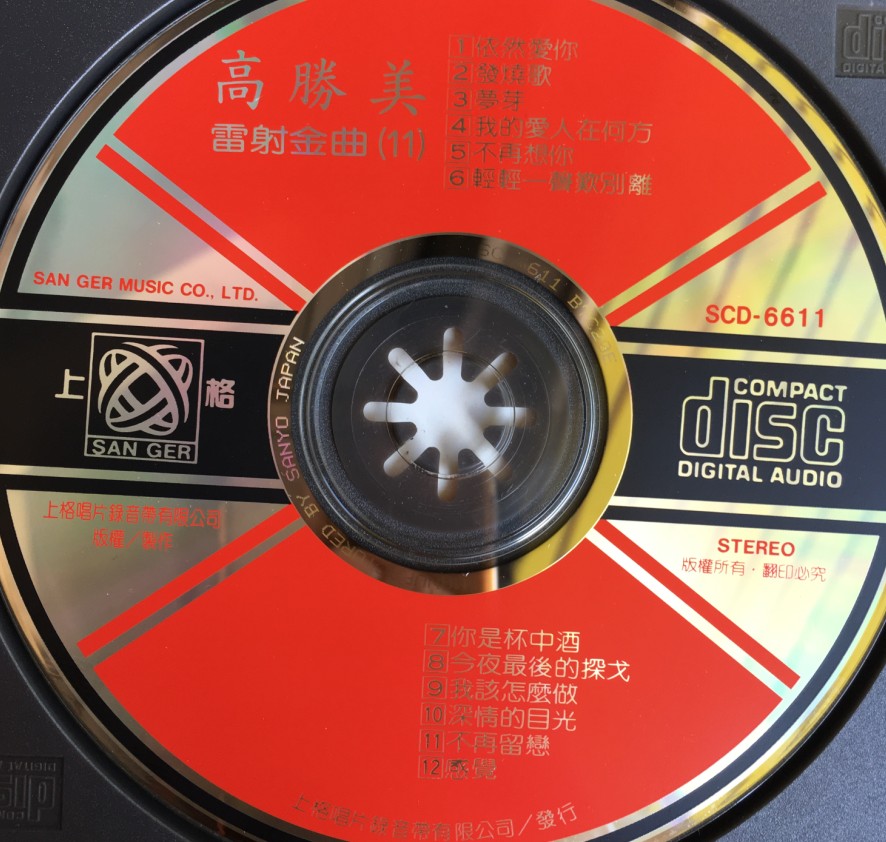 高勝美
雷射金曲(11)
1 依然愛你
2 發燒歌
3 夢芽
4 我的愛人在何方
5 不再想你
6 輕輕一聲歎別離
SAN GER MUSIC CO., LTD.
SCD-6611
上格
SAN GER
COMPACT
disc
DIGITAL AUDIO
SANYO JAPAN
上格唱片錄音帶有限公司
版權/製作
STEREO
版權所有·翻印必究
7 你是杯中酒
8 今夜最後的探戈
9 我該怎麼做
10 深情的目光
11 不再留戀
12 感覺
上格唱片錄音帶有限公司/發行